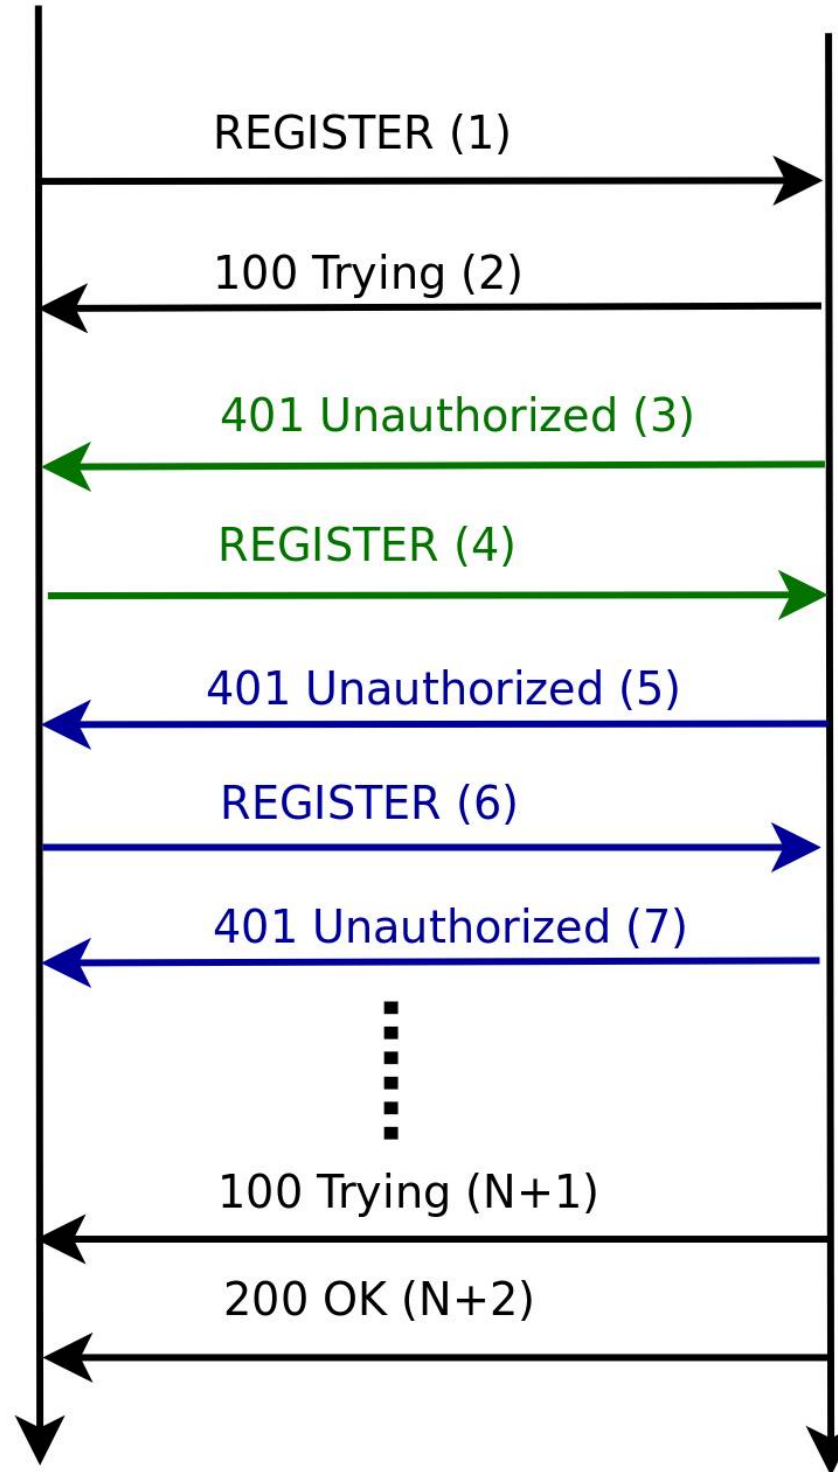 REGISTER (1)
100 Trying (2)
401 Unauthorized (3)
REGISTER (4)
401 Unauthorized (5)
REGISTER (6)
401 Unauthorized (7)
100 Trying (N+1)
200 OK (N+2)